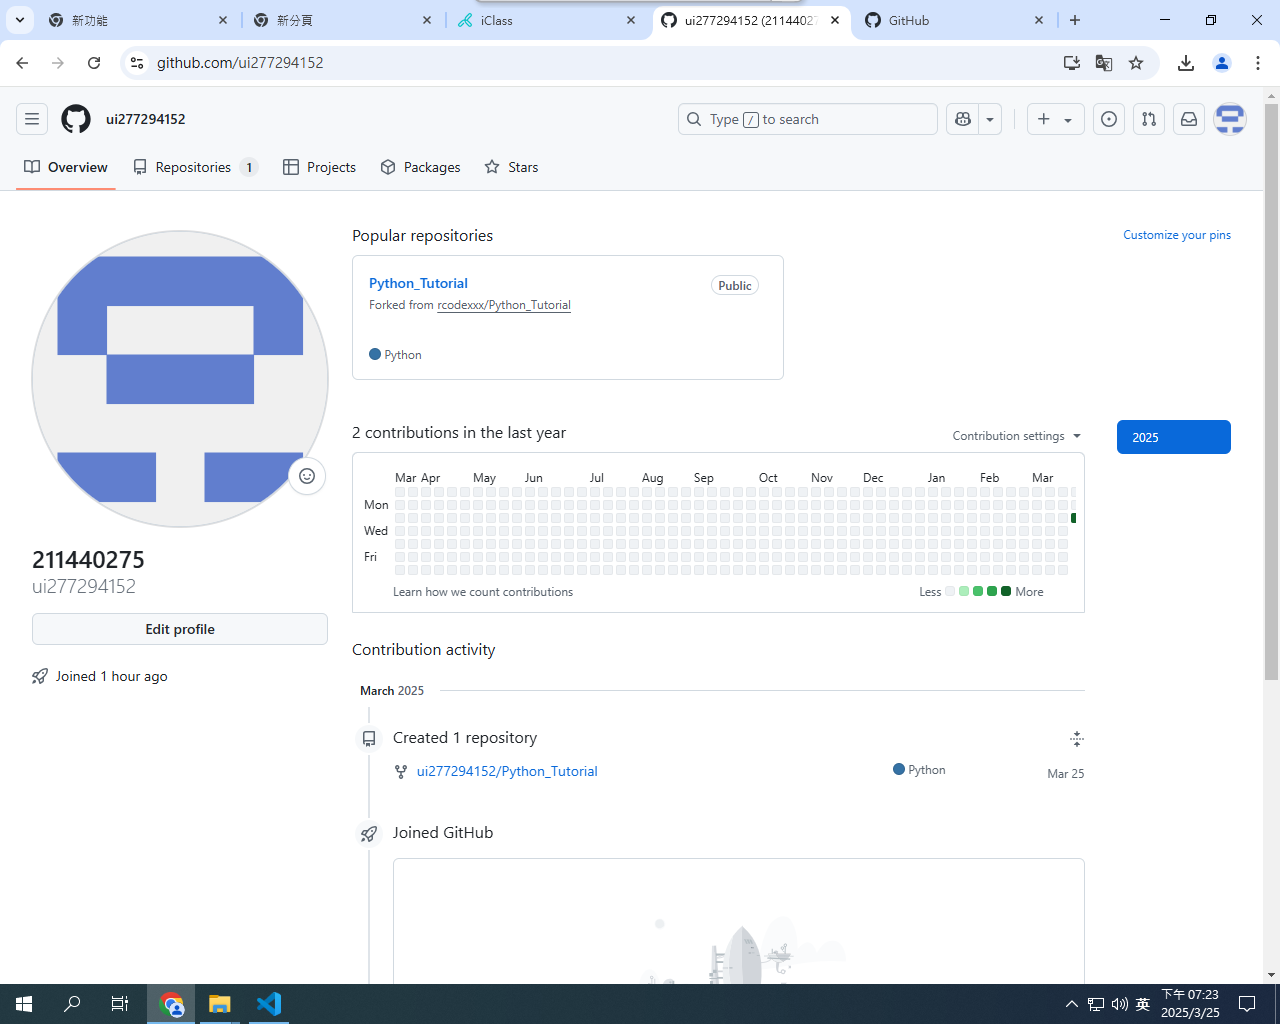 新功能
新分頁
iClass
ui277294152 (2114402
GitHub
github.com/ui277294152
ui277294152
Type / to search
Overview
Repositories 1
Projects
Packages
Stars
Popular repositories
Customize your pins
Python_Tutorial
Public
Forked from rcodexxx/Python_Tutorial
Python
2 contributions in the last year
Contribution settings
2025
Mar Apr May Jun Jul Aug Sep Oct Nov Dec Jan Feb Mar
Mon
Wed
Fri
Learn how we count contributions
Less More
211440275
ui277294152
Edit profile
Joined 1 hour ago
Contribution activity
March 2025
Created 1 repository
ui277294152/Python_Tutorial
Python
Mar 25
Joined GitHub
英
下午 07:23
2025/3/25